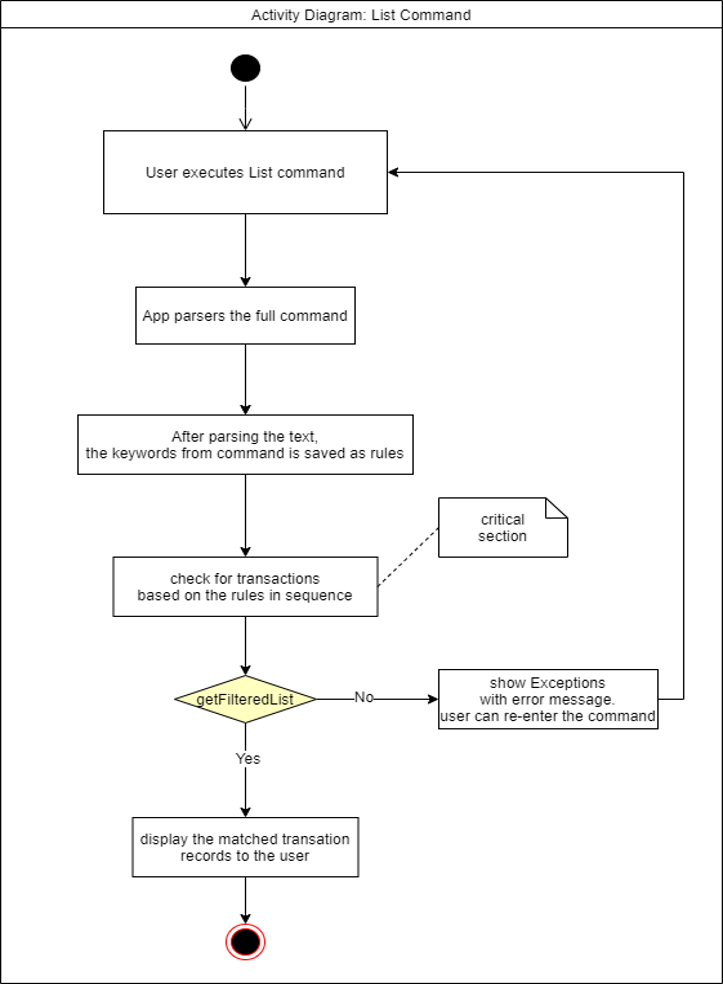 Activity Diagram: List Command
User executes List command
App parsers the full command
After parsing the text,
the keywords from command is saved as rules
critical
section
check for transactions
based on the rules in sequence
getFilteredList
No
show Exceptions
with error message.
user can re-enter the command
Yes
display the matched transation
records to the user